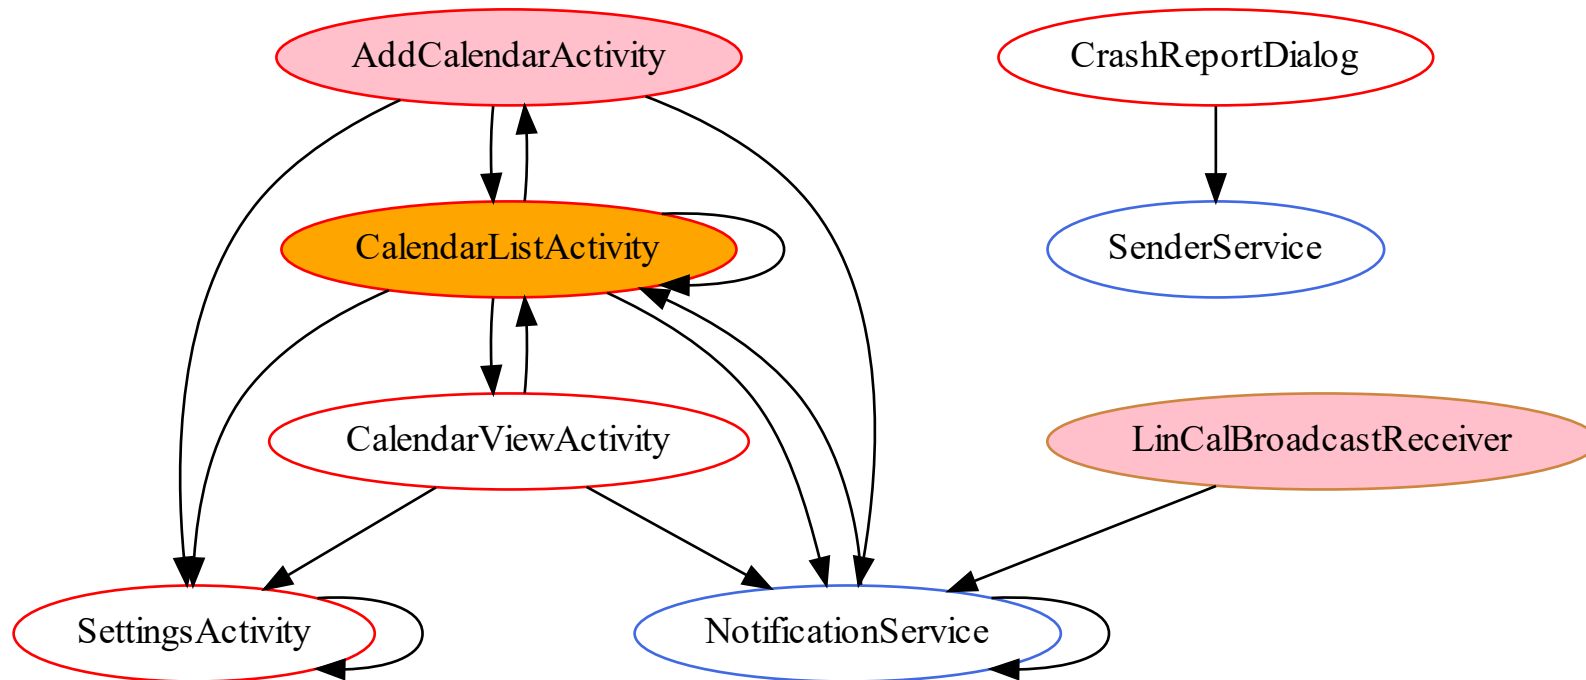 AddCalendarActivity
CrashReportDialog
CalendarListActivity
SenderService
CalendarViewActivity
LinCalBroadcastReceiver
SettingsActivity
NotificationService